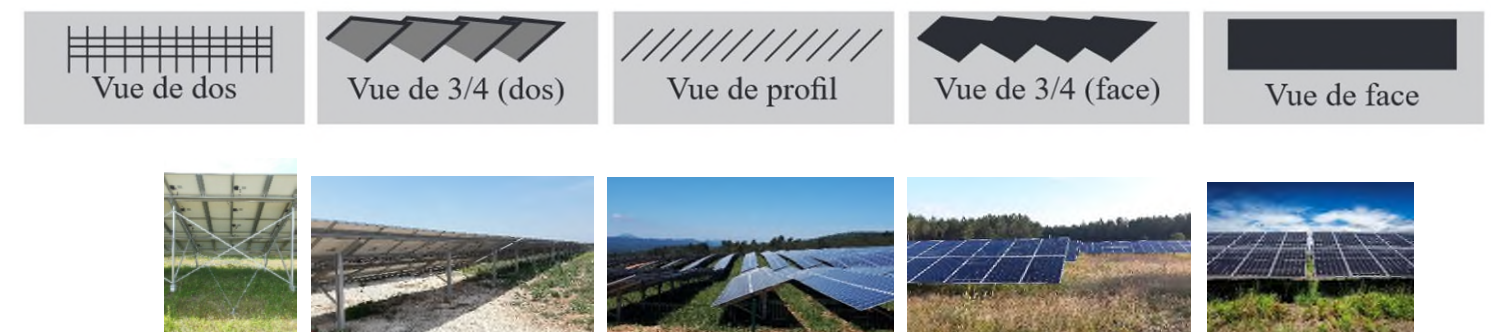 Vue de dos
Vue de 3/4 (dos)
Vue de profil
Vue de 3/4 (face)
Vue de face